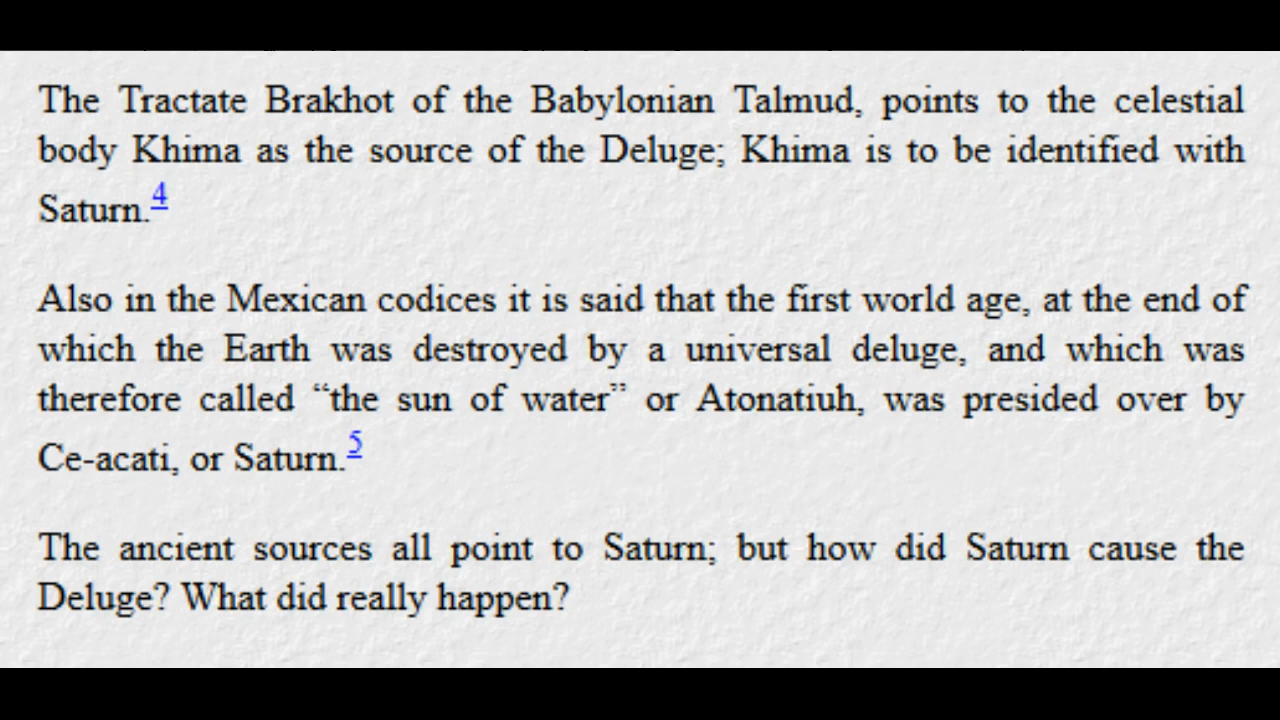 The Tractate Brakhot of the Babylonian Talmud, points to the celestial
body Khima as the source of the Deluge; Khima is to be identified with
Saturn.4
Also in the Mexican codices it is said that the first world age, at the end of
which the Earth was destroyed by a universal deluge, and which was
therefore called “the sun of water” or Atonatiuh, was presided over by
Ce-acati, or Saturn.5
The ancient sources all point to Saturn; but how did Saturn cause the
Deluge? What did really happen?